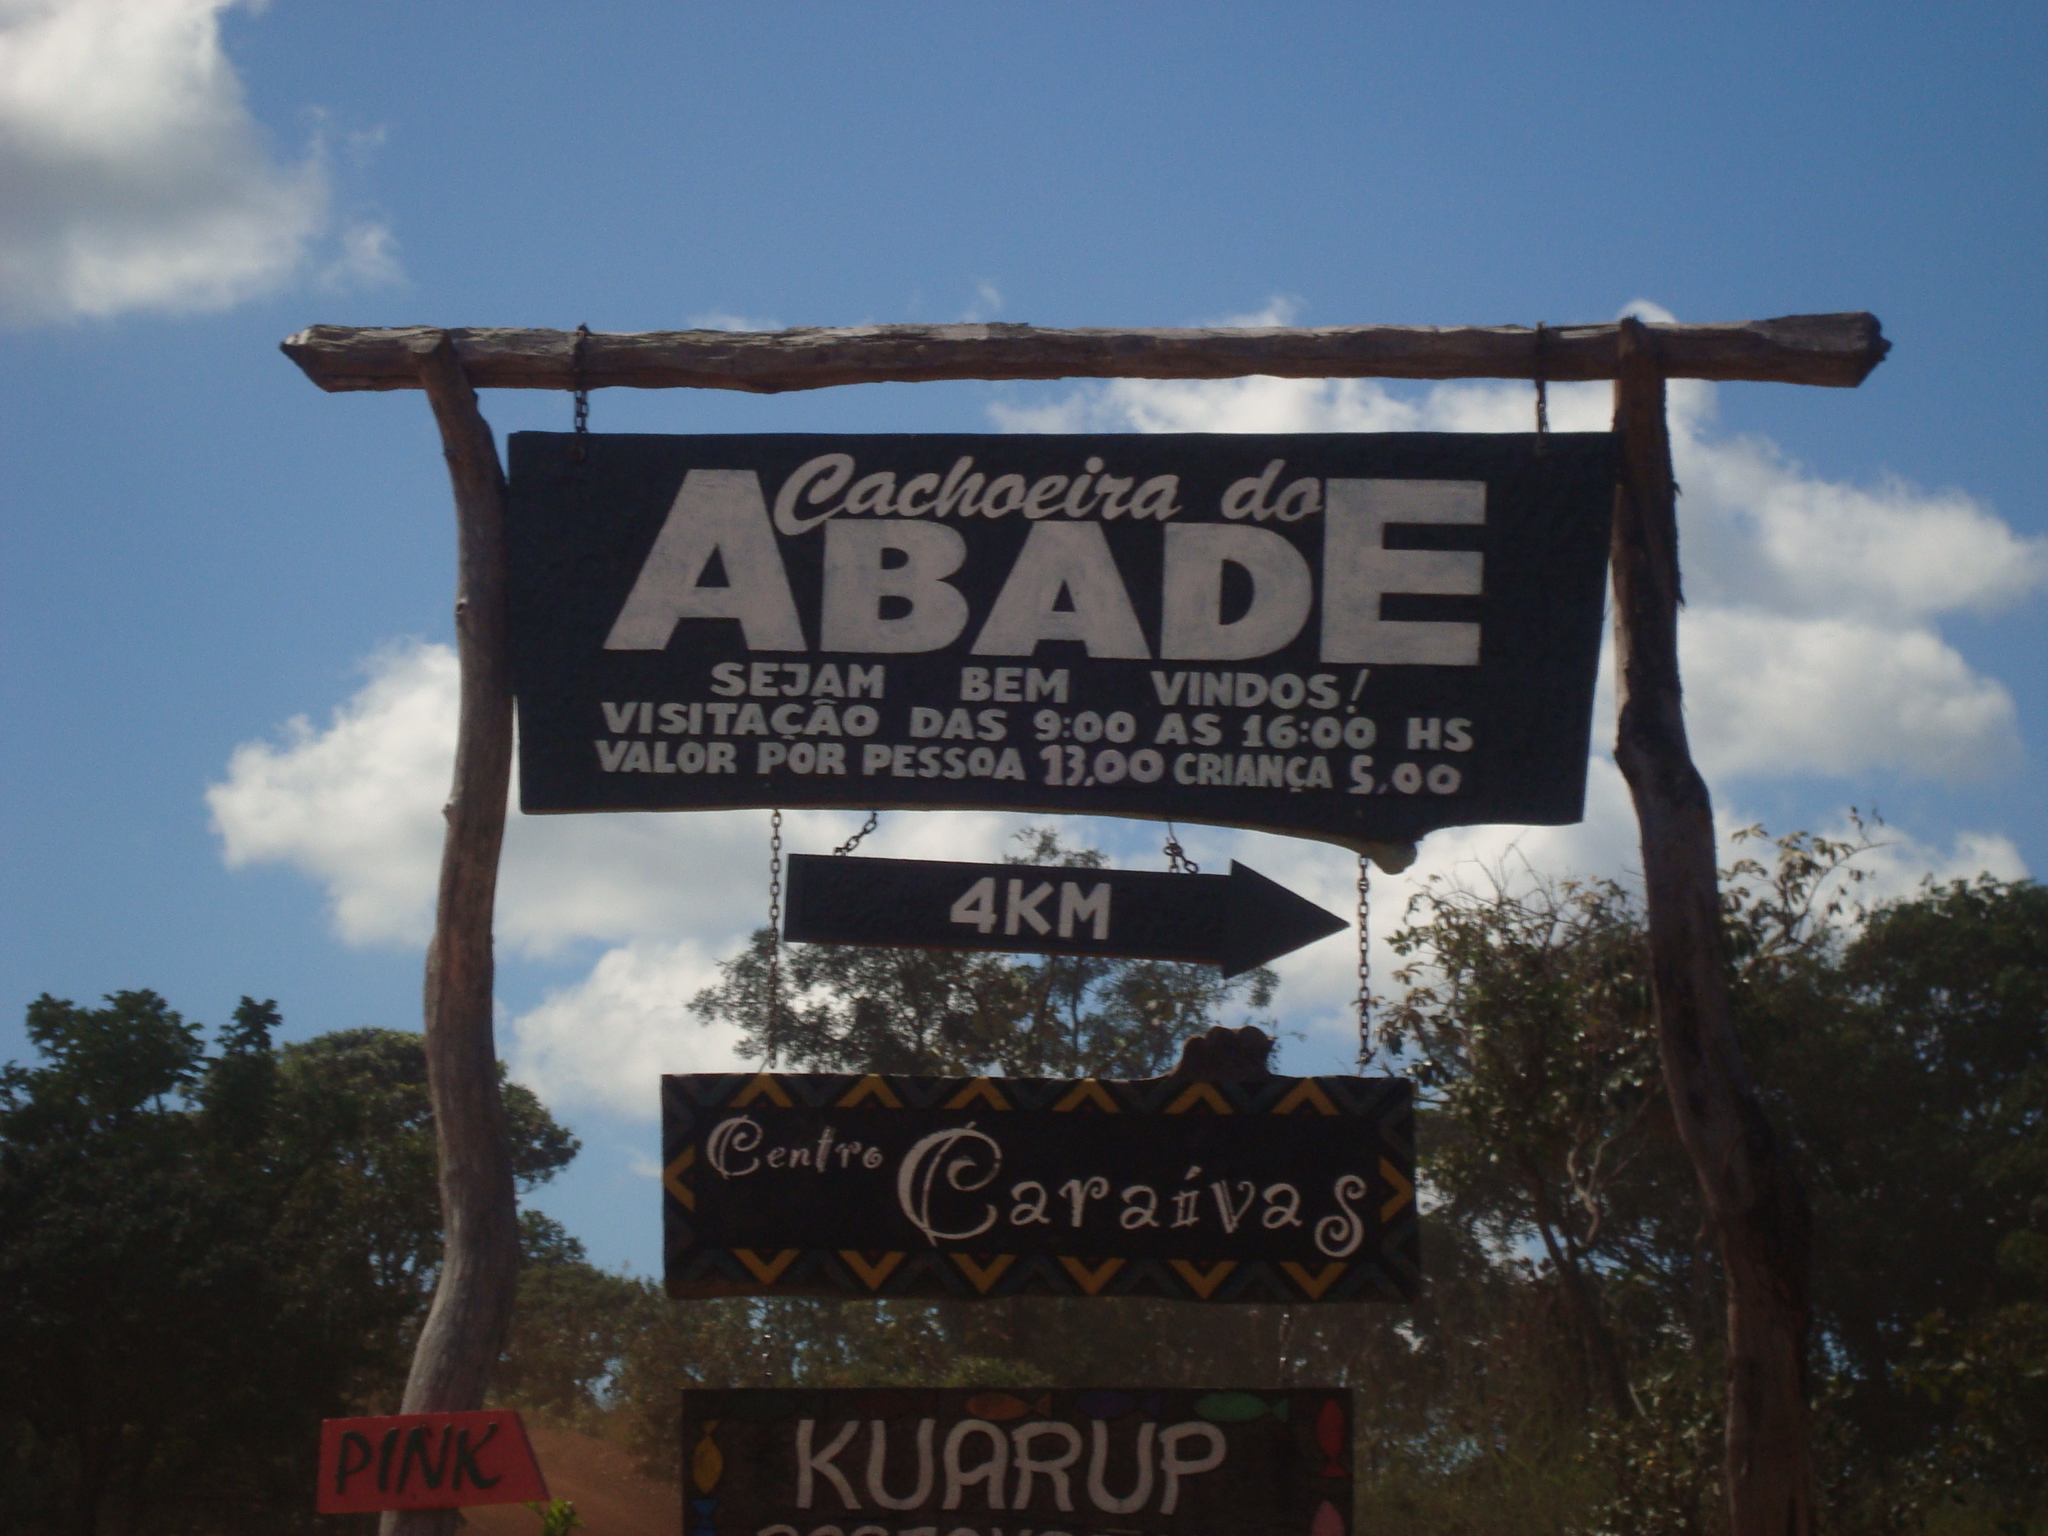 Cachoeira do
ABADE
SEJAM BEM VINDOS!
VISITAÇÃO DAS 9:00 AS 16:00 HS
VALOR POR PESSOA 13,00 CRIANÇA 5,00
4KM
Centro Caraívas
PINK
KUARUP